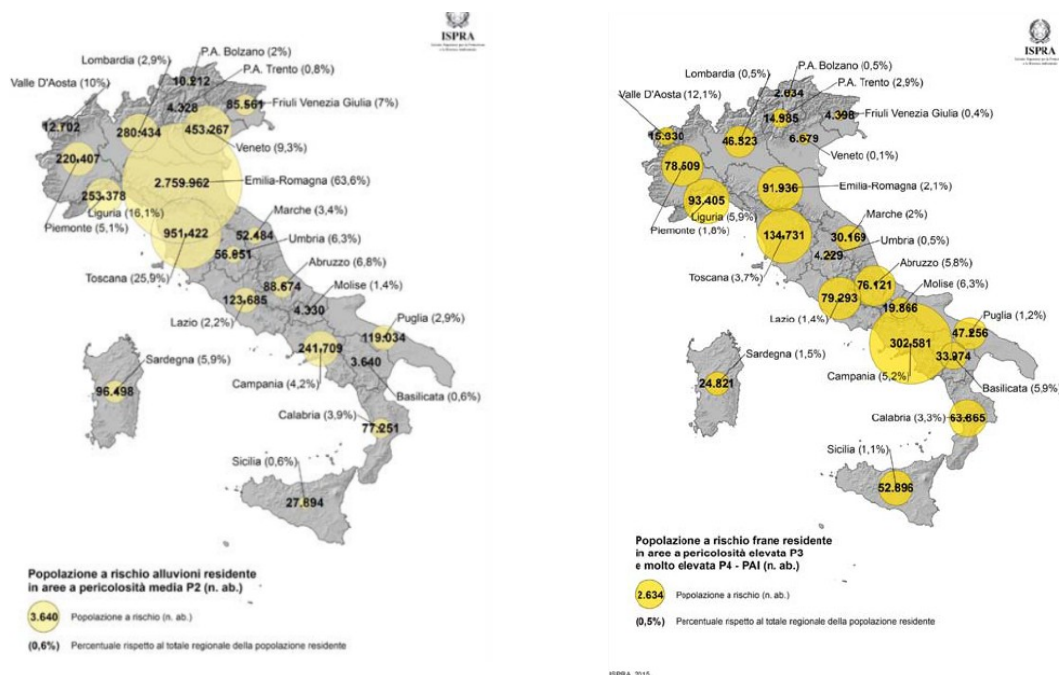 ISPRA
P.A. Bolzano (2%)
Lombardia (2,9%)
P.A. Trento (0,8%)
Valle D'Aosta (10%)
10.212
4.328
85.561
Friuli Venezia Giulia (7%)
12.702
280.434
453.267
Veneto (9,3%)
220.407
2.759.962
Emilia-Romagna (63,6%)
253.378
Liguria (16,1%)
Piemonte (5,1%)
951.422
52.484
Marche (3,4%)
Umbria (6,3%)
56.951
Toscana (25,9%)
Abruzzo (6,8%)
88.674
Molise (1,4%)
123.685
4.330
Lazio (2,2%)
Puglia (2,9%)
119.034
241.709
3.640
Sardegna (5,9%)
96.498
Campania (4,2%)
Basilicata (0,6%)
Calabria (3,9%)
77.251
Sicilia (0,6%)
27.894
Popolazione a rischio alluvioni residente
in aree a pericolosità media P2 (n. ab.)
3.640 Popolazione a rischio (n. ab.)
(0,6%) Percentuale rispetto al totale regionale della popolazione residente
ISPRA
P.A. Bolzano (0,5%)
Lombardia (0,5%)
P.A. Trento (2,9%)
Valle D'Aosta (12,1%)
2.634
14.985
4.398
Friuli Venezia Giulia (0,4%)
15.330
46.823
6.679
Veneto (0,1%)
78.509
91.936
Emilia-Romagna (2,1%)
93.405
Liguria (5,9%)
Piemonte (1,8%)
134.731
30.169
Marche (2%)
Umbria (0,5%)
4.229
Toscana (3,7%)
Abruzzo (5,8%)
76.121
Molise (6,3%)
79.293
19.866
Lazio (1,4%)
Puglia (1,2%)
47.256
302.581
33.974
Sardegna (1,5%)
24.821
Campania (5,2%)
Basilicata (5,9%)
Calabria (3,3%)
63.865
Sicilia (1,1%)
52.896
Popolazione a rischio frane residente
in aree a pericolosità elevata P3
e molto elevata P4 - PAI (n. ab.)
2.634 Popolazione a rischio (n. ab.)
(0,5%) Percentuale rispetto al totale regionale della popolazione residente
ISPRA, 2015